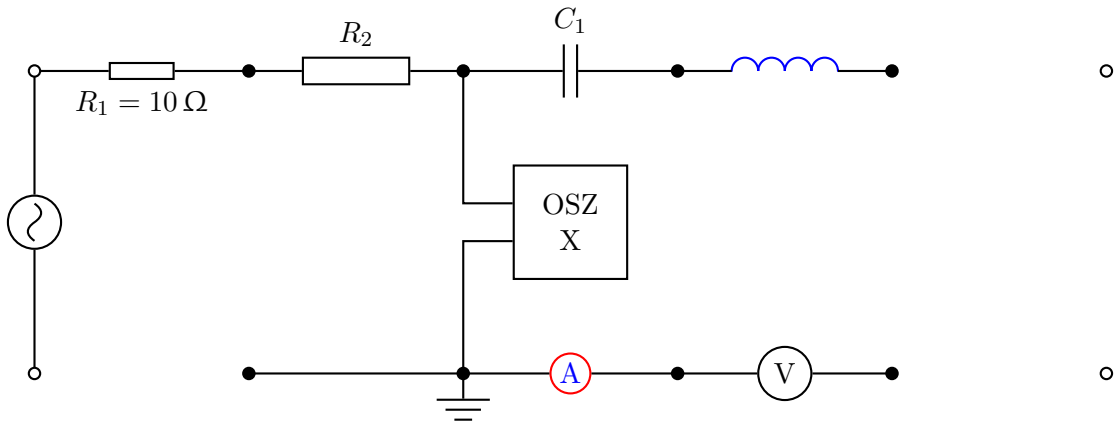 C₁
R₂
R₁ = 10 Ω
OSZ
X
A
V